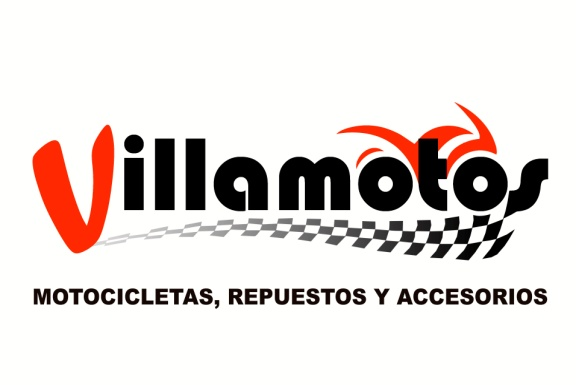 Villamotos
MOTOCICLETAS, REPUESTOS Y ACCESORIOS